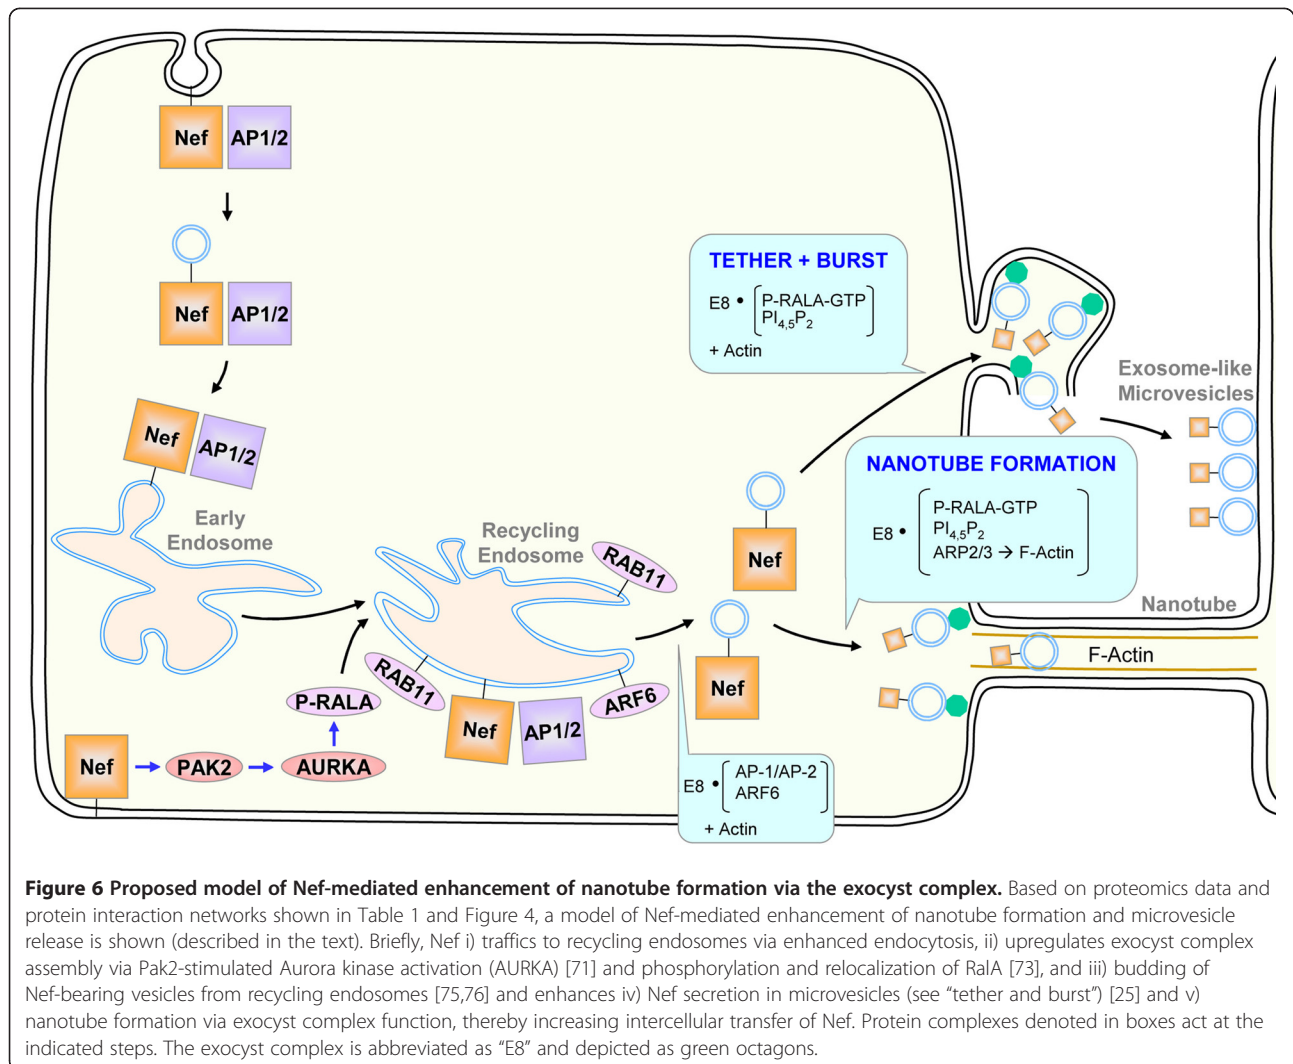 Nef
AP1/2
Nef
AP1/2
Nef
AP1/2
Early
Endosome
Recycling
Endosome
RAB11
RAB11
Nef
AP1/2
ARF6
P-RALA
Nef
PAK2
AURKA
Nef
Nef
TETHER + BURST
E8 • P-RALA-GTP
PI4,5P2
+ Actin
NANOTUBE FORMATION
E8 • P-RALA-GTP
PI4,5P2
ARP2/3 → F-Actin
E8 • AP-1/AP-2
ARF6
+ Actin
Exosome-like
Microvesicles
Nanotube
F-Actin
Figure 6 Proposed model of Nef-mediated enhancement of nanotube formation via the exocyst complex. Based on proteomics data and
protein interaction networks shown in Table 1 and Figure 4, a model of Nef-mediated enhancement of nanotube formation and microvesicle
release is shown (described in the text). Briefly, Nef i) traffics to recycling endosomes via enhanced endocytosis, ii) upregulates exocyst complex
assembly via Pak2-stimulated Aurora kinase activation (AURKA) [71] and phosphorylation and relocalization of RalA [73], and iii) budding of
Nef-bearing vesicles from recycling endosomes [75,76] and enhances iv) Nef secretion in microvesicles (see “tether and burst”) [25] and v)
nanotube formation via exocyst complex function, thereby increasing intercellular transfer of Nef. Protein complexes denoted in boxes act at the
indicated steps. The exocyst complex is abbreviated as “E8” and depicted as green octagons.